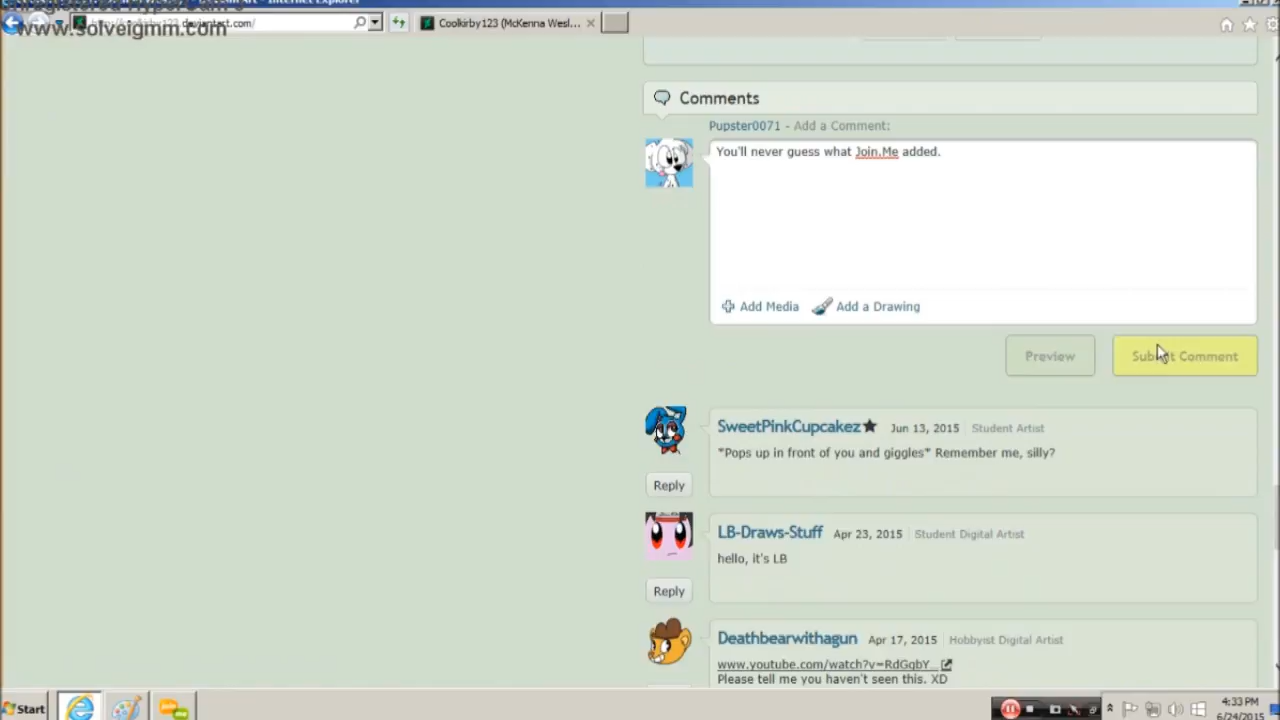 www.solveigmm.com
Coolkirby123 (McKenna Wesl...
Comments
Pupster0071 - Add a Comment:
You'll never guess what Join.Me added.
Add Media Add a Drawing
Preview Submit Comment
SweetPinkCupcakez★ Jun 13, 2015 Student Artist
*Pops up in front of you and giggles* Remember me, silly?
Reply
LB-Draws-Stuff Apr 23, 2015 Student Digital Artist
hello, it's LB
Reply
Deathbearwithagun Apr 17, 2015 Hobbyist Digital Artist
www.youtube.com/watch?v=RdGqbY...
Please tell me you haven't seen this. XD
Start
4:33 PM
6/24/2015